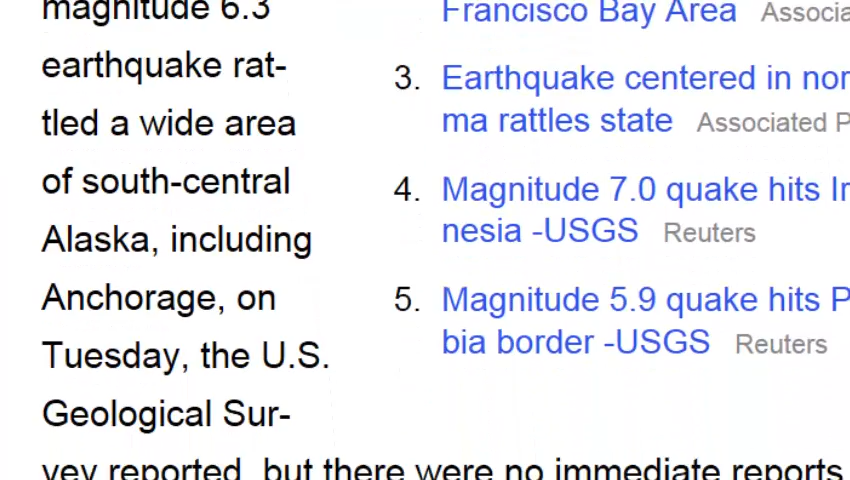 magnitude 6.3
earthquake rat-
tled a wide area
of south-central
Alaska, including
Anchorage, on
Tuesday, the U.S.
Geological Sur-
vey reported, but there were no immediate reports
Francisco Bay Area
3. Earthquake centered in
ma rattles state Associated
4. Magnitude 7.0 quake hits
nesia -USGS Reuters
5. Magnitude 5.9 quake hits
bia border -USGS Reuters